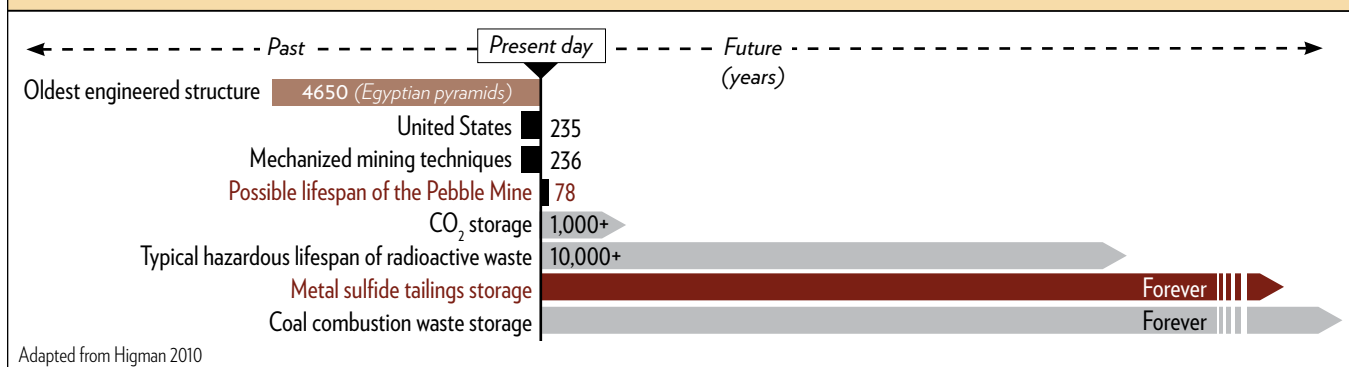 Past Present day Future
(years)
Oldest engineered structure 4650 (Egyptian pyramids)
United States 235
Mechanized mining techniques 236
Possible lifespan of the Pebble Mine 78
CO₂ storage 1,000+
Typical hazardous lifespan of radioactive waste 10,000+
Metal sulfide tailings storage Forever
Coal combustion waste storage Forever
Adapted from Higman 2010